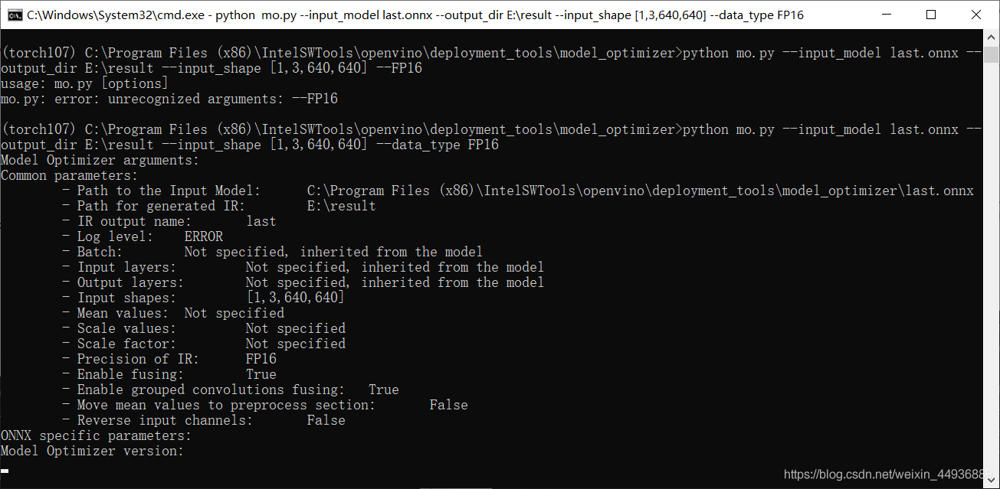 C:\Windows\System32\cmd.exe - python  mo.py --input_model last.onnx --output_dir E:\result --input_shape [1,3,640,640] --data_type FP16
(torch107) C:\Program Files (x86)\IntelSWTools\openvino\deployment_tools\model_optimizer>python mo.py --input_model last.onnx --
output_dir E:\result --input_shape [1,3,640,640] --FP16
usage: mo.py [options]
mo.py: error: unrecognized arguments: --FP16
(torch107) C:\Program Files (x86)\IntelSWTools\openvino\deployment_tools\model_optimizer>python mo.py --input_model last.onnx --
output_dir E:\result --input_shape [1,3,640,640] --data_type FP16
Model Optimizer arguments:
Common parameters:
- Path to the Input Model: C:\Program Files (x86)\IntelSWTools\openvino\deployment_tools\model_optimizer\last.onnx
- Path for generated IR: E:\result
- IR output name: last
- Log level: ERROR
- Batch: Not specified, inherited from the model
- Input layers: Not specified, inherited from the model
- Output layers: Not specified, inherited from the model
- Input shapes: [1,3,640,640]
- Mean values: Not specified
- Scale values: Not specified
- Scale factor: Not specified
- Precision of IR: FP16
- Enable fusing: True
- Enable grouped convolutions fusing: True
- Move mean values to preprocess section: False
- Reverse input channels: False
ONNX specific parameters:
Model Optimizer version:
https://blog.csdn.net/weixin_44936889